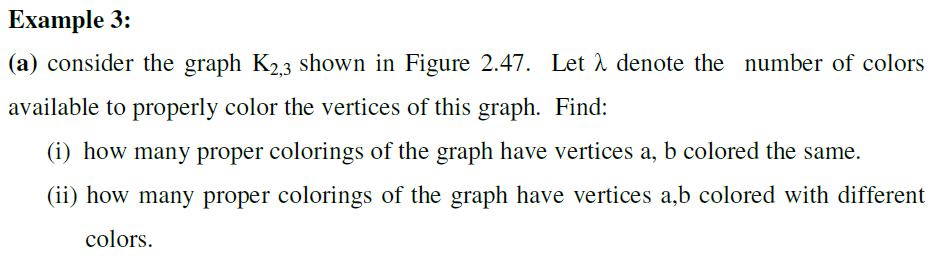 Example 3:
(a) consider the graph K2,3 shown in Figure 2.47. Let λ denote the number of colors
available to properly color the vertices of this graph. Find:
(i) how many proper colorings of the graph have vertices a, b colored the same.
(ii) how many proper colorings of the graph have vertices a,b colored with different
colors.